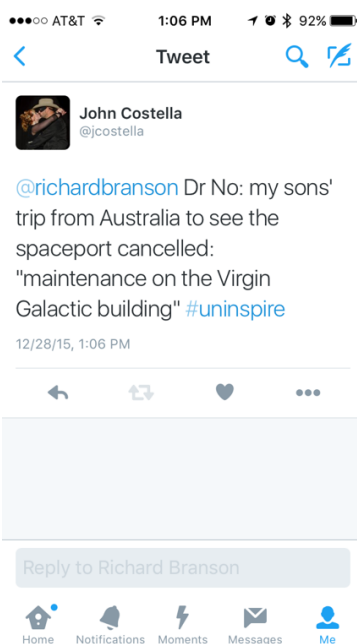 AT&T 1:06 PM 92%
Tweet
John Costella
@jcostella
@richardbranson Dr No: my sons'
trip from Australia to see the
spaceport cancelled:
"maintenance on the Virgin
Galactic building" #uninspire
12/28/15, 1:06 PM
Reply to Richard Branson
Home Notifications Moments Messages Me